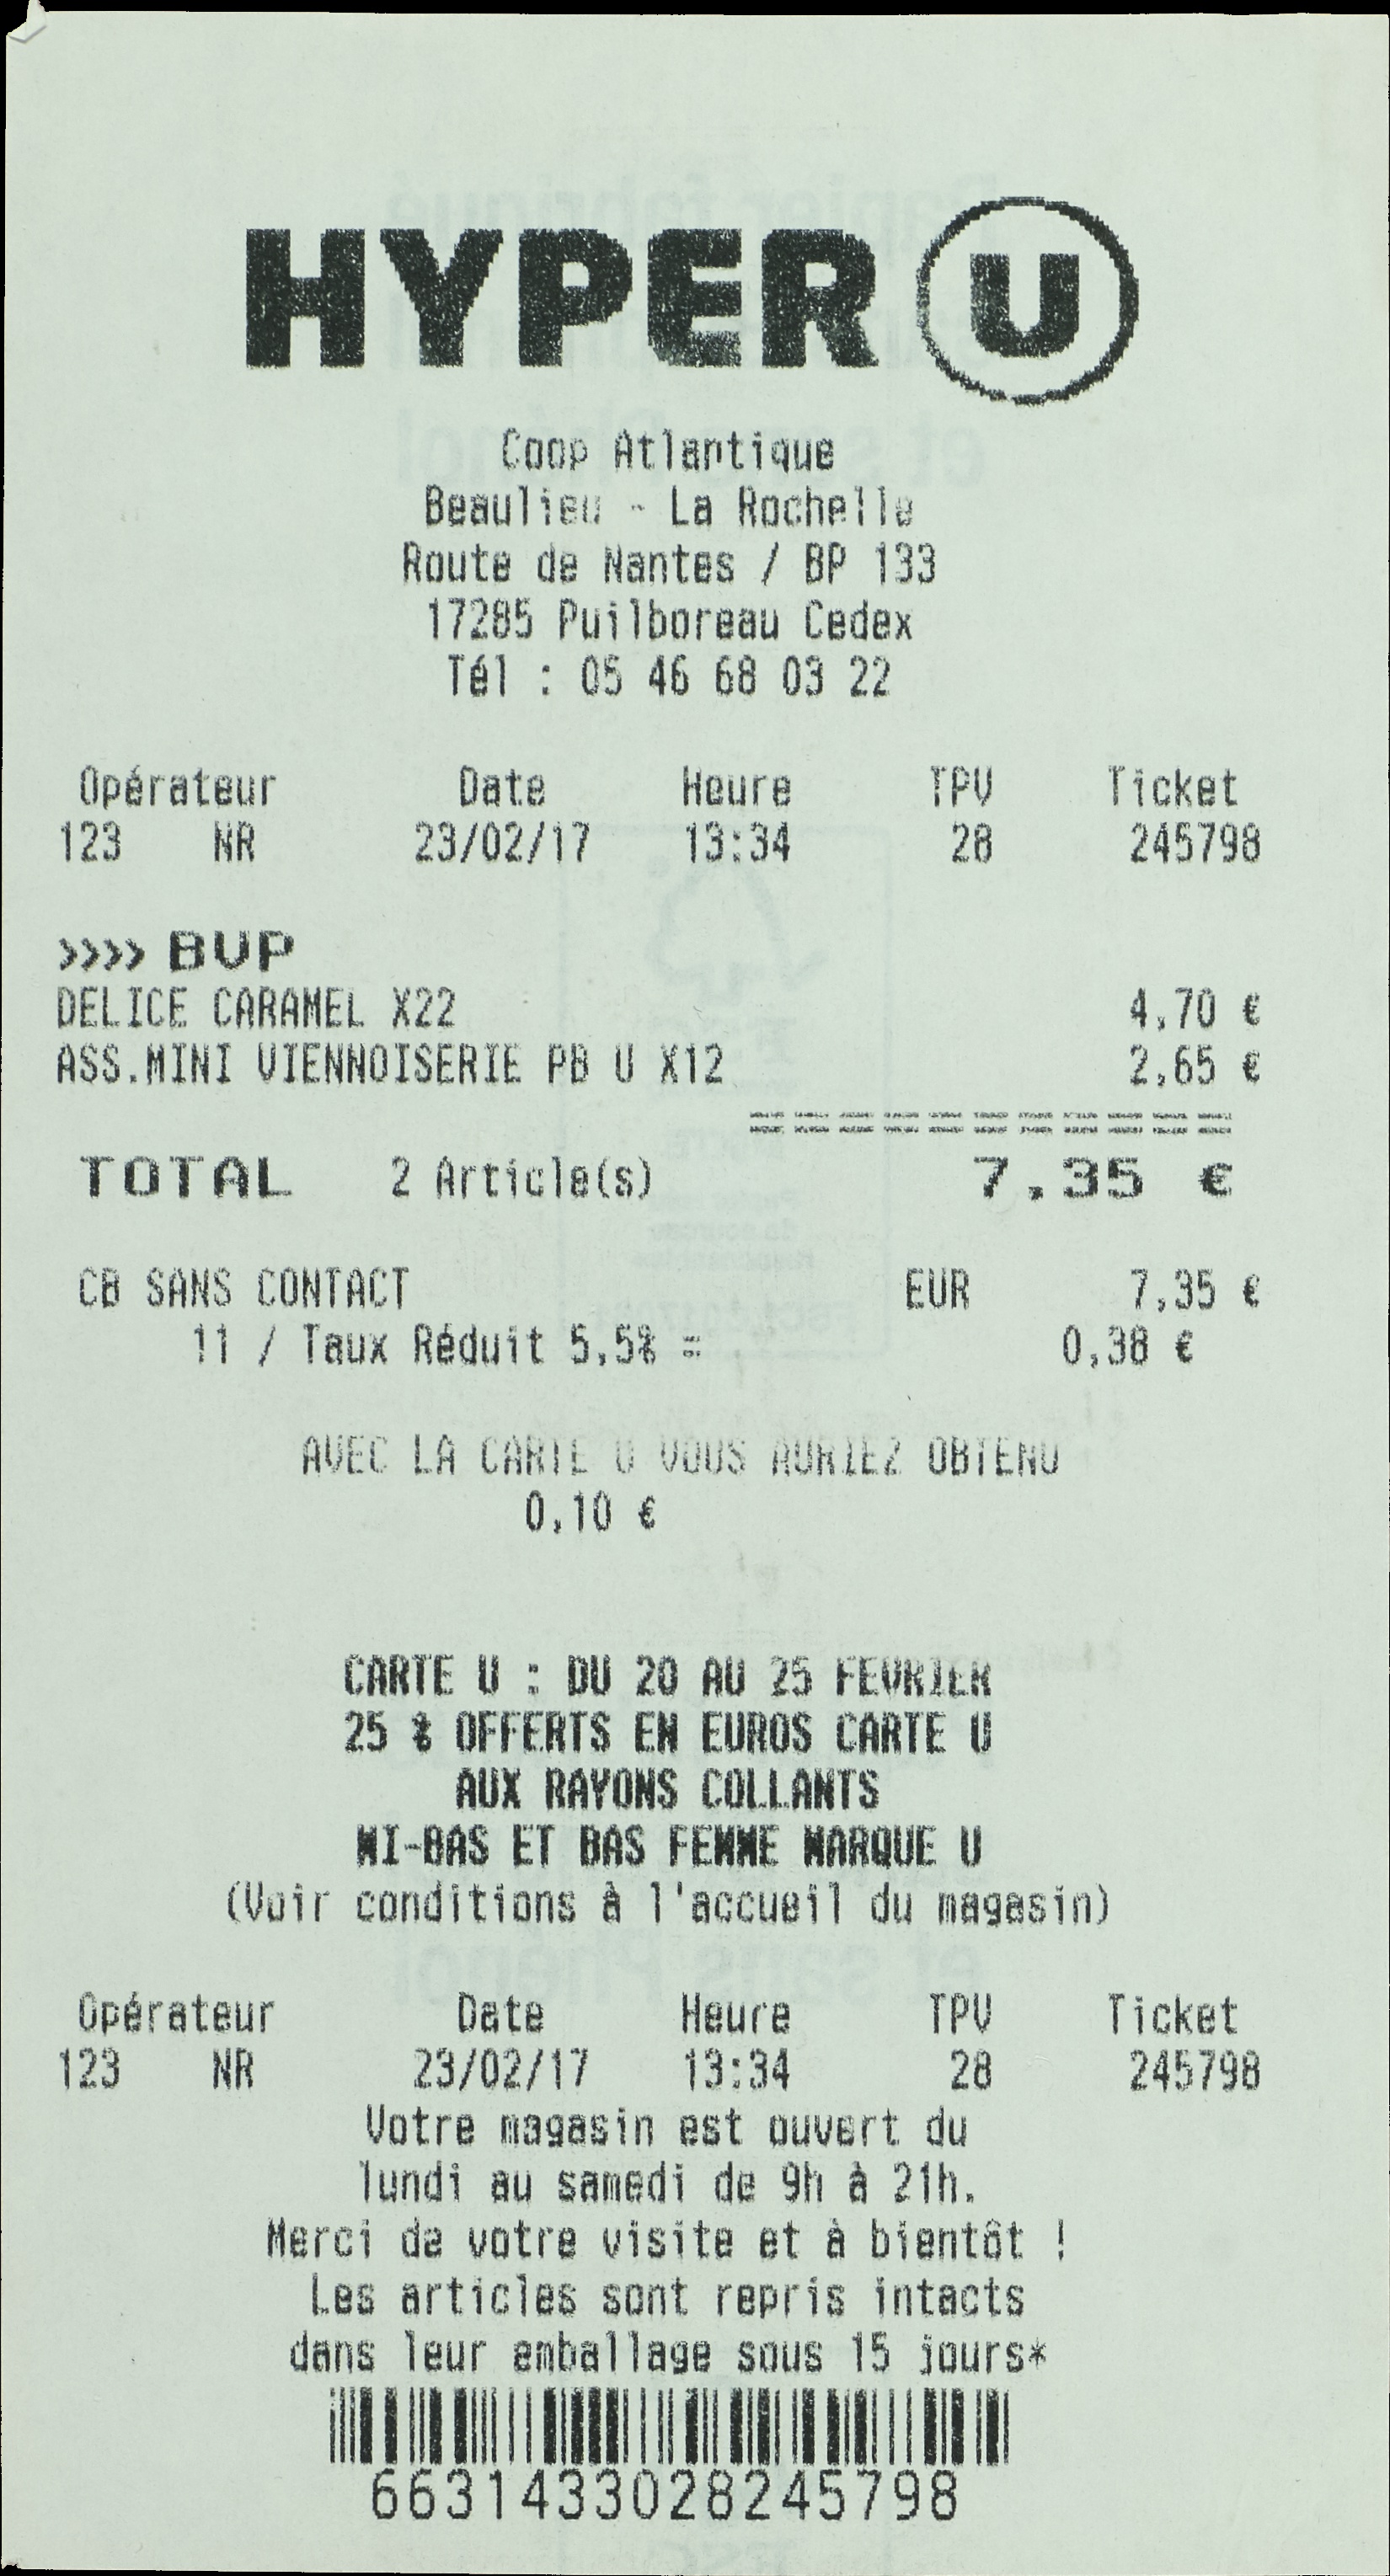 HYPER U
Coop Atlantique
Beaulieu - La Rochelle
Route de Nantes / BP 133
17285 Puilboreau Cedex
Tél : 05 46 68 03 22
Opérateur Date Heure TPV Ticket
123 NR 23/02/17 13:34 28 245798
>>>> BVP
DELICE CARAMEL X22 4,70 €
ASS.MINI VIENNOISERIE PB U X12 2,65 €
===========
TOTAL 2 Article(s) 7.35 €
CB SANS CONTACT EUR 7,35 €
11 / Taux Réduit 5,5% = 0,38 €
AVEC LA CARTE U VOUS AURIEZ OBTENU
0,10 €
CARTE U : DU 20 AU 25 FEVRIER
25 % OFFERTS EN EUROS CARTE U
AUX RAYONS COLLANTS
MI-BAS ET BAS FEMME MARQUE U
(Voir conditions à l'accueil du magasin)
Opérateur Date Heure TPV Ticket
123 NR 23/02/17 13:34 28 245798
Votre magasin est ouvert du
lundi au samedi de 9h à 21h.
Merci de votre visite et à bientôt !
Les articles sont repris intacts
dans leur emballage sous 15 jours*
6631433028245798